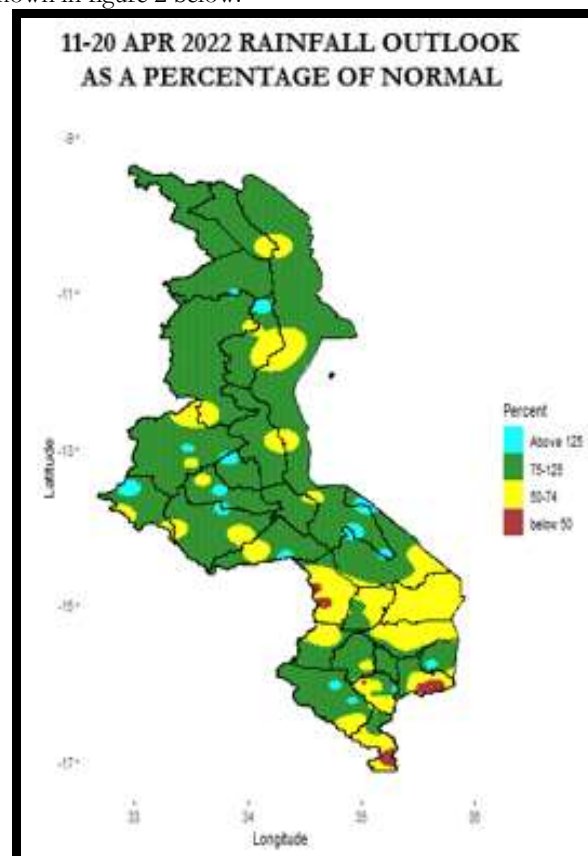 shown in figure 2 below.
11-20 APR 2022 RAINFALL OUTLOOK
AS A PERCENTAGE OF NORMAL
-9
-11
-13
-15
-17
Latitude
33
34
35
36
Longitude
Percent
Above 125
75-125
50-74
below 50